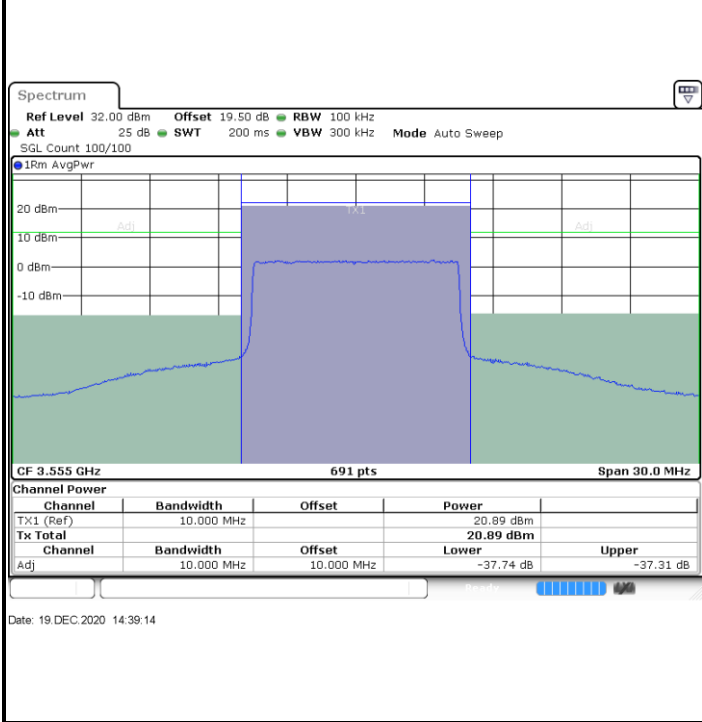 Spectrum
Ref Level 32.00 dBm Offset 19.50 dB RBW 100 kHz
Att 25 dB SWT 200 ms VBW 300 kHz Mode Auto Sweep
SGL Count 100/100
1Rm AvgPwr
20 dBm
TX1
Adj
Adj
10 dBm
0 dBm
-10 dBm
CF 3.555 GHz 691 pts Span 30.0 MHz
Channel Power
Channel Bandwidth Offset Power
TX1 (Ref) 10.000 MHz 20.89 dBm
Tx Total 20.89 dBm
Channel Bandwidth Offset Lower Upper
Adj 10.000 MHz 10.000 MHz -37.74 dB -37.31 dB
Ready
Date: 19.DEC.2020 14:39:14